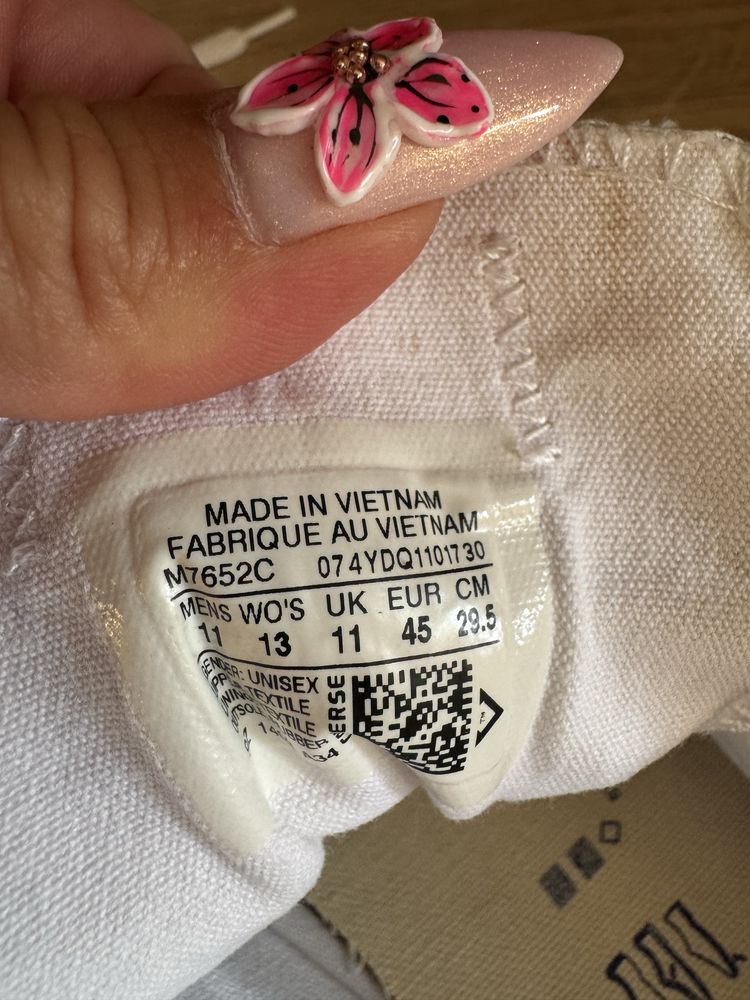 MADE IN VIETNAM
FABRIQUE AU VIETNAM
M7652C 074YDQ1101730
MENS WO'S UK EUR CM
11 13 11 45 29.5
GENDER: UNISEX
TEXTILE
TEXTILE